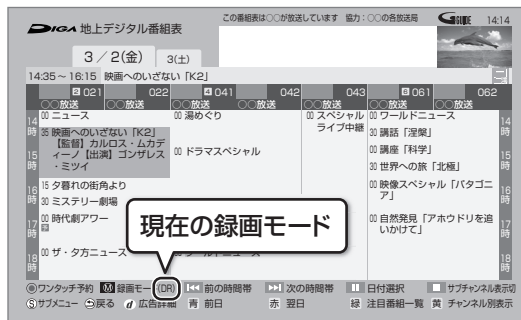 この番組表は○○が放送しています 協力:○○の各放送局 GGUIDE 14:14
DIGA 地上デジタル番組表
3/2(金) 3(土)
14:35~16:15 映画へのいざない「K2」
2 021 022 4 041 042 043 8 061 062
○○放送 ○○放送 ○○放送 ○○放送 ○○放送 ○○放送 ○○放送
14時 00 ニュース 00 湯めぐり 00 スペシャルライブ中継 00 ワールドニュース
35 映画へのいざない「K2」 30 講話「涅槃」
【監督】カルロス・ムカデ
15時 ィーノ【出演】ゴンザレス 00 ドラマスペシャル 00 講座「科学」
・ミツイ 30 世界への旅「北極」
16時 15 夕暮れの街角より 00 映像スペシャル「パタゴニ
30 ミステリー劇場 ア」
17時 00 時代劇アワー 00 自然発見「アホウドリを追
いかけて」
現在の録画モード
18時 00 ザ・夕方ニュース
ワンタッチ予約 M 録画モード(DR) 前の時間帯 次の時間帯 日付選択 サブチャンネル表示切
S サブメニュー 戻る d 広告詳細 青 前日 赤 翌日 緑 注目番組一覧 黄 チャンネル別表示